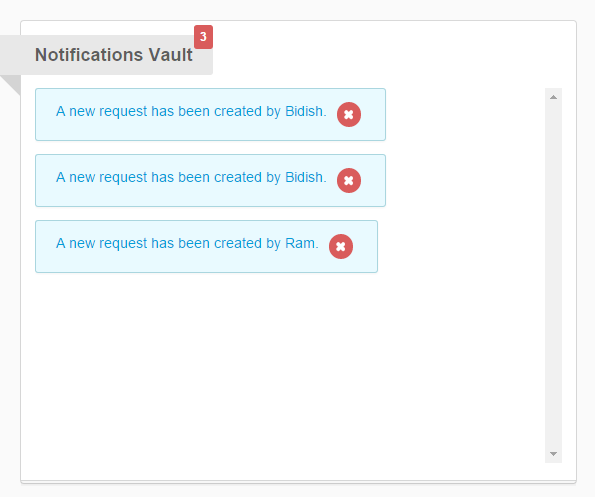 3
Notifications Vault
A new request has been created by Bidish.
A new request has been created by Bidish.
A new request has been created by Ram.